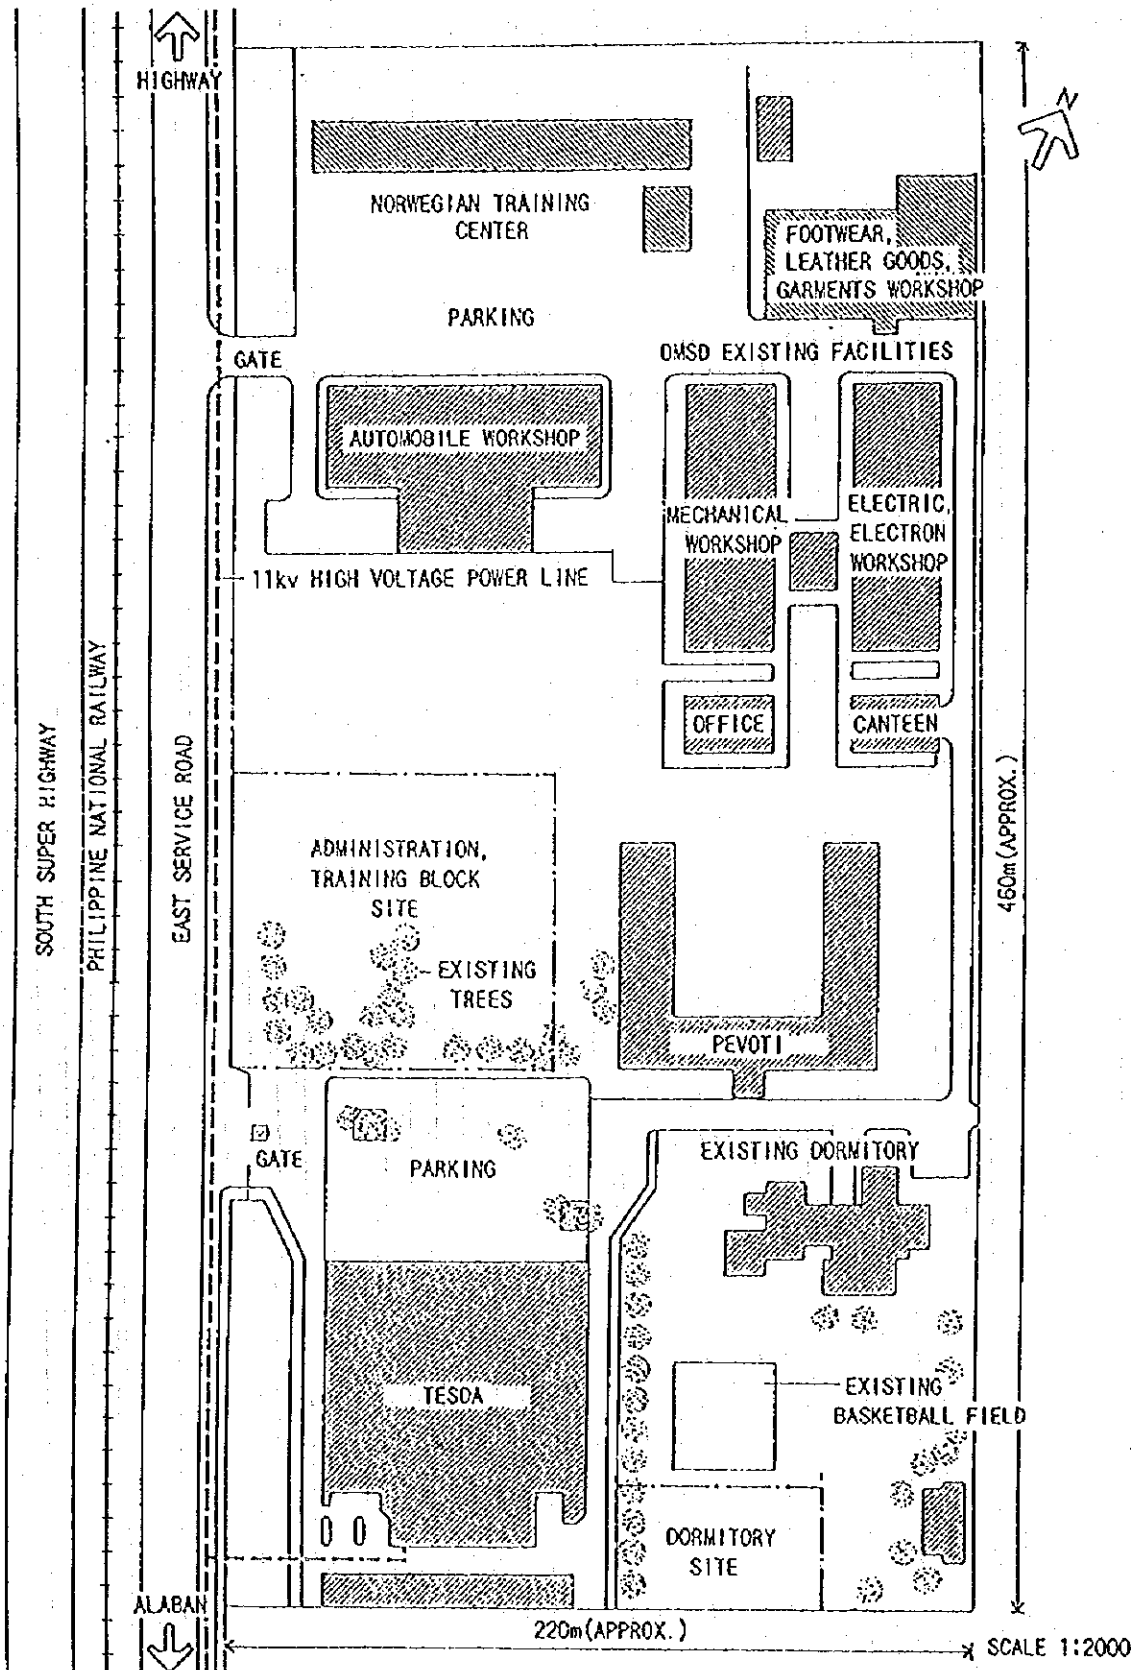 HIGHWAY
N
NORWEGIAN TRAINING
CENTER
FOOTWEAR,
LEATHER GOODS,
GARMENTS WORKSHOP
PARKING
GATE
OMSD EXISTING FACILITIES
AUTOMOBILE WORKSHOP
MECHANICAL
WORKSHOP
ELECTRIC,
ELECTRON
WORKSHOP
11kv HIGH VOLTAGE POWER LINE
OFFICE
CANTEEN
SOUTH SUPER HIGHWAY
PHILIPPINE NATIONAL RAILWAY
EAST SERVICE ROAD
460m(APPROX.)
ADMINISTRATION,
TRAINING BLOCK
SITE
EXISTING
TREES
PEVOTI
GATE
PARKING
EXISTING DORMITORY
TESDA
EXISTING
BASKETBALL FIELD
DORMITORY
SITE
ALABAN
220m(APPROX.)
SCALE 1:2000